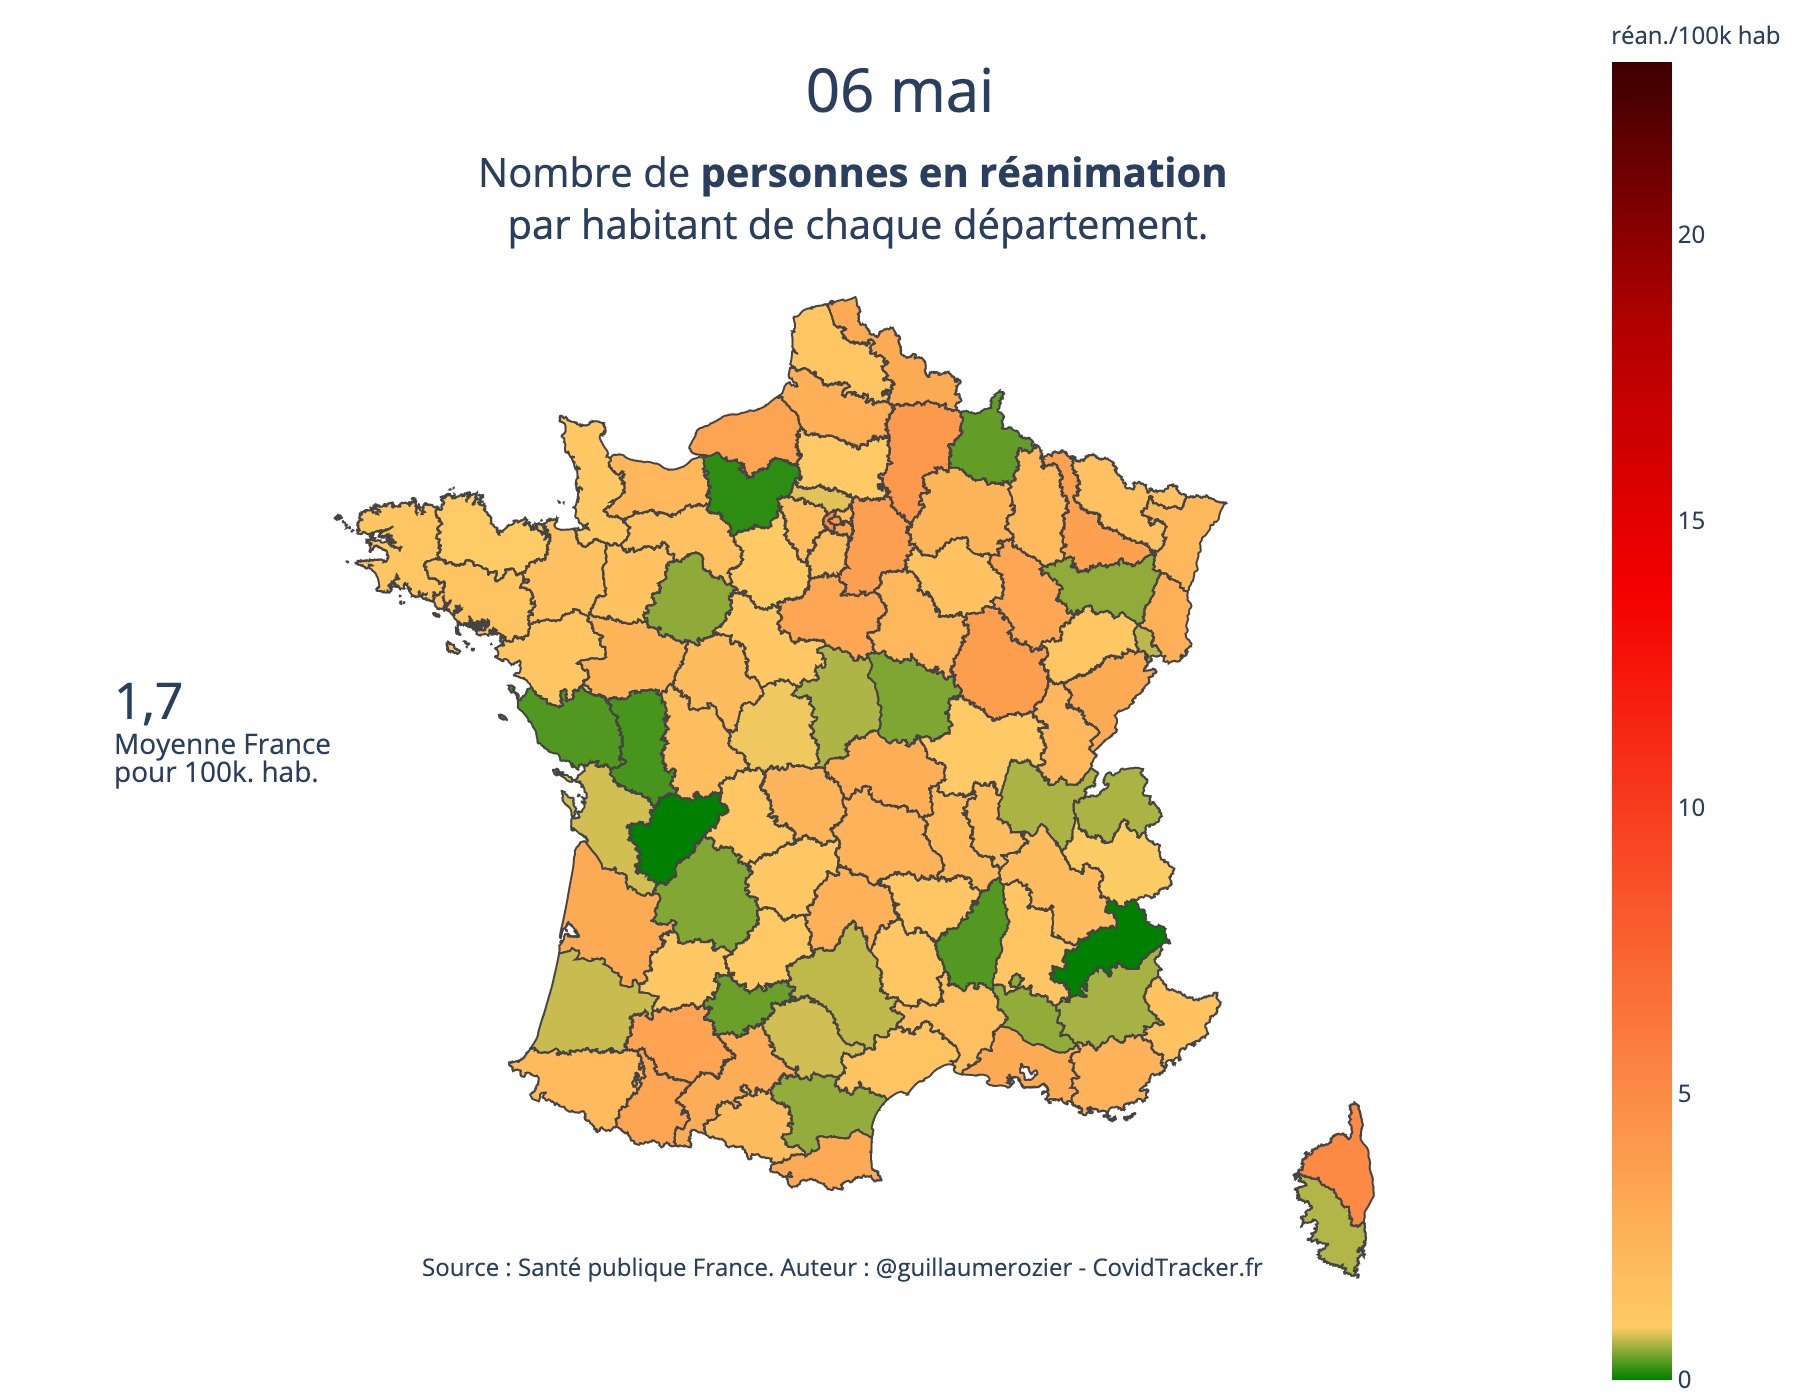 réan./100k hab
06 mai
Nombre de personnes en réanimation
par habitant de chaque département.
20
15
1,7
Moyenne France
pour 100k. hab.
10
5
Source : Santé publique France. Auteur : @guillaumerozier - CovidTracker.fr
0